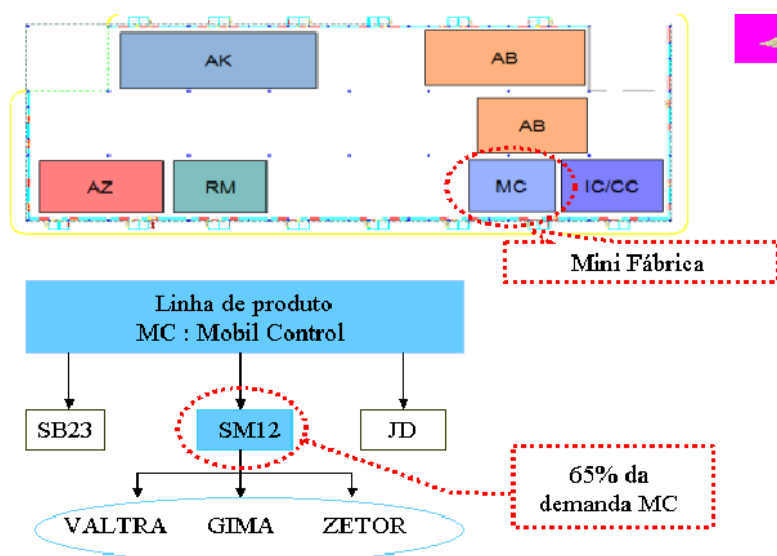 AK
AB
AB
AZ
RM
MC
IC/CC
Mini Fábrica
Linha de produto
MC : Mobil Control
SB23
SM12
JD
65% da
demanda MC
VALTRA GIMA ZETOR